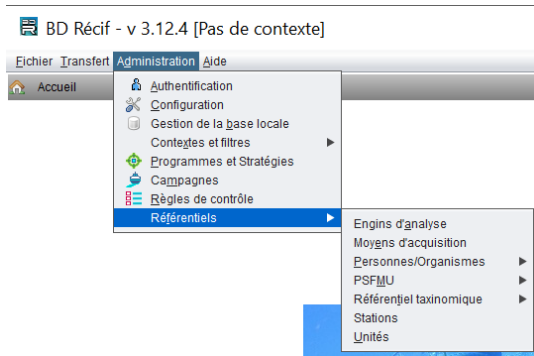 BD Récif - v 3.12.4 [Pas de contexte]
Eichier Transfert Administration Aide
Accueil
Authentification
Configuration
Gestion de la base locale
Contextes et filtres
Programmes et Stratégies
Campagnes
Règles de contrôle
Référentiels
Engins d'analyse
Moyens d'acquisition
Personnes/Organismes
PSFMU
Référentiel taxinomique
Stations
Unités